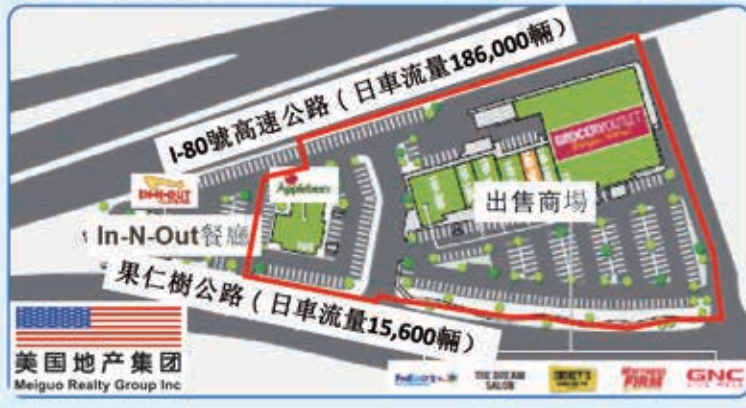 I-80號高速公路（日車流量186,000輛）
GROCERY OUTLET
Applebee's
IN-N-OUT
In-N-Out餐廳
出售商場
果仁樹公路（日車流量15,600輛）
美国地产集团
Meiguo Realty Group Inc
THE DREAM
SALON
DICKEY'S
FIRM
GNC
LIVE WELL